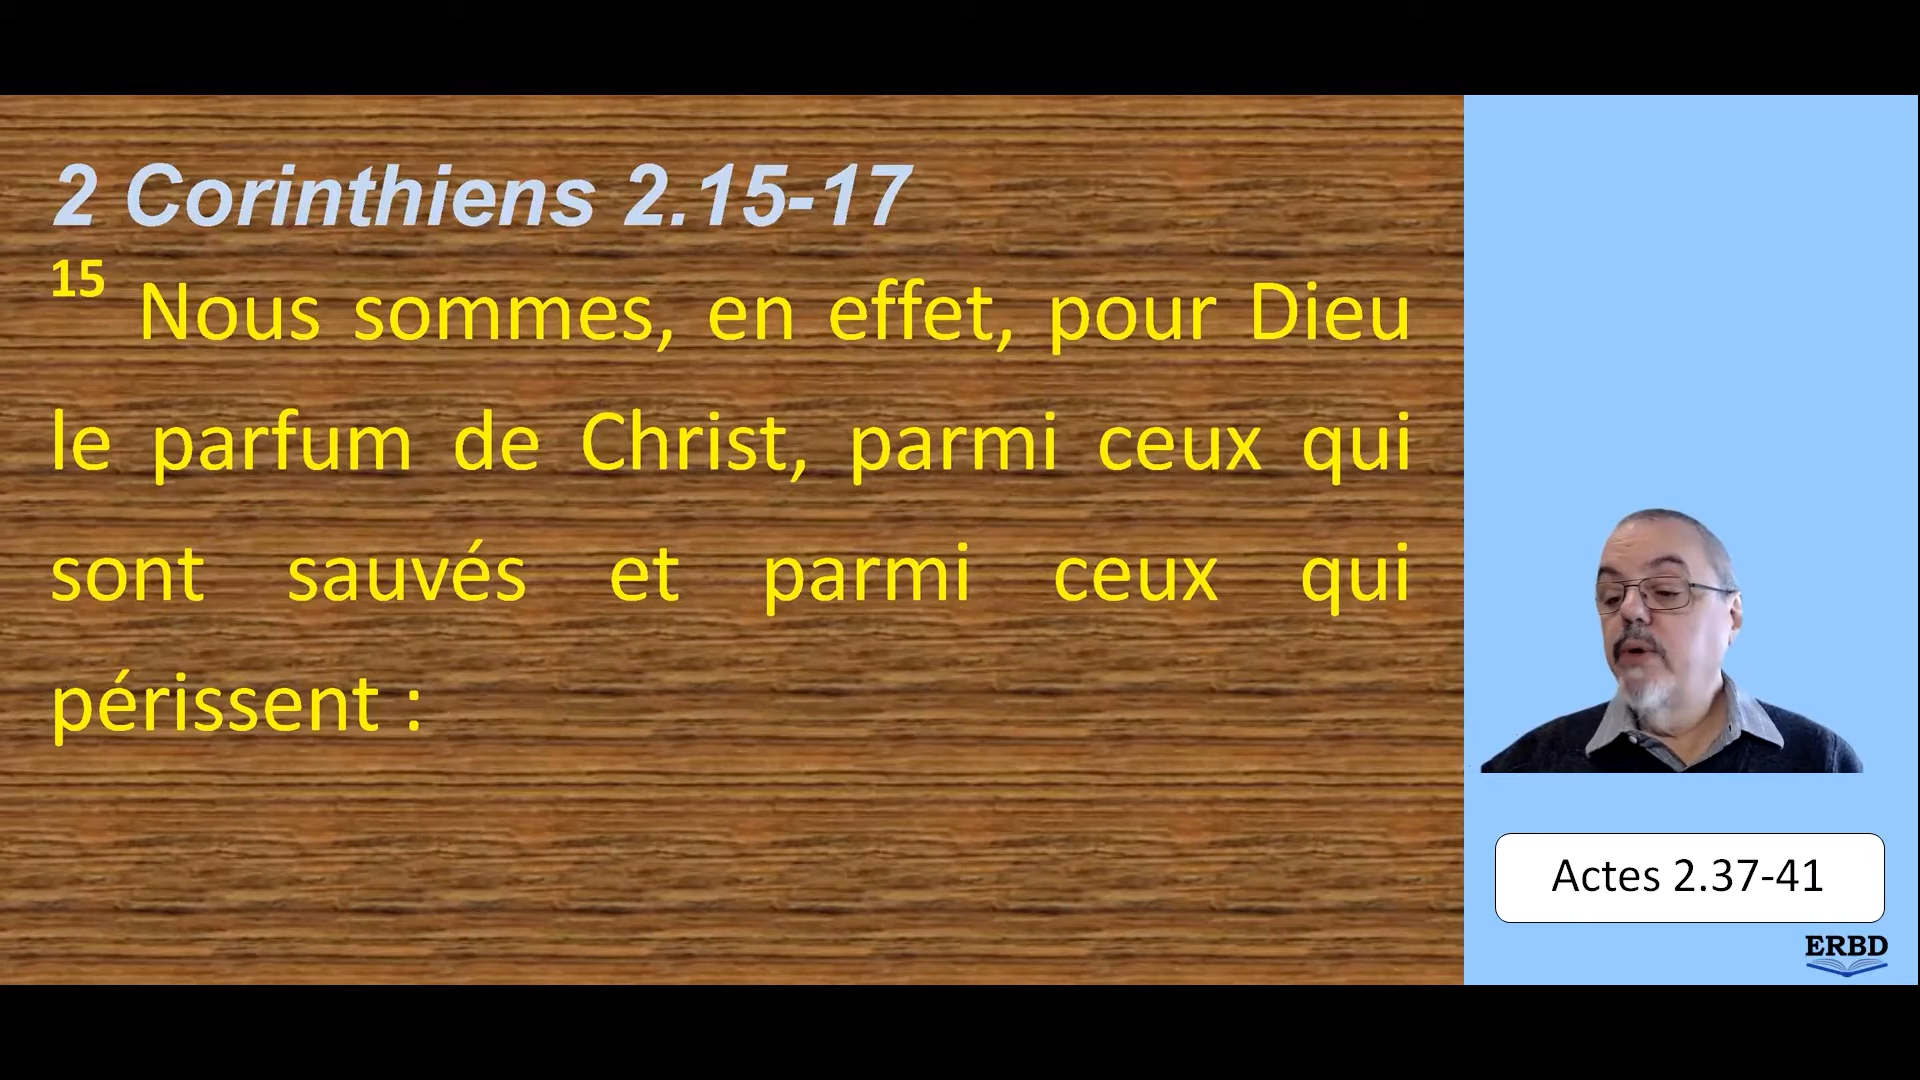 2 Corinthiens 2.15-17
15 Nous sommes, en effet, pour Dieu
le parfum de Christ, parmi ceux qui
sont sauvés et parmi ceux qui
périssent :
Actes 2.37-41
ERBD